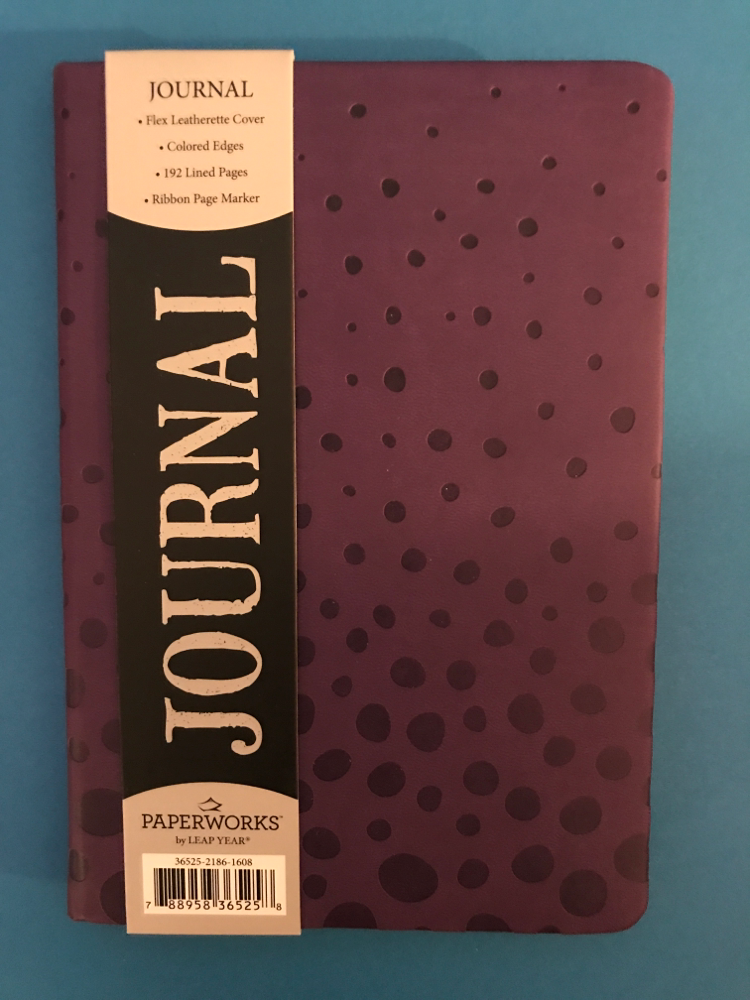 JOURNAL
• Flex Leatherette Cover
• Colored Edges
• 192 Lined Pages
• Ribbon Page Marker
JOURNAL
PAPERWORKS™
by LEAP YEAR®
36525-2186-1608
7 88958 36525 8